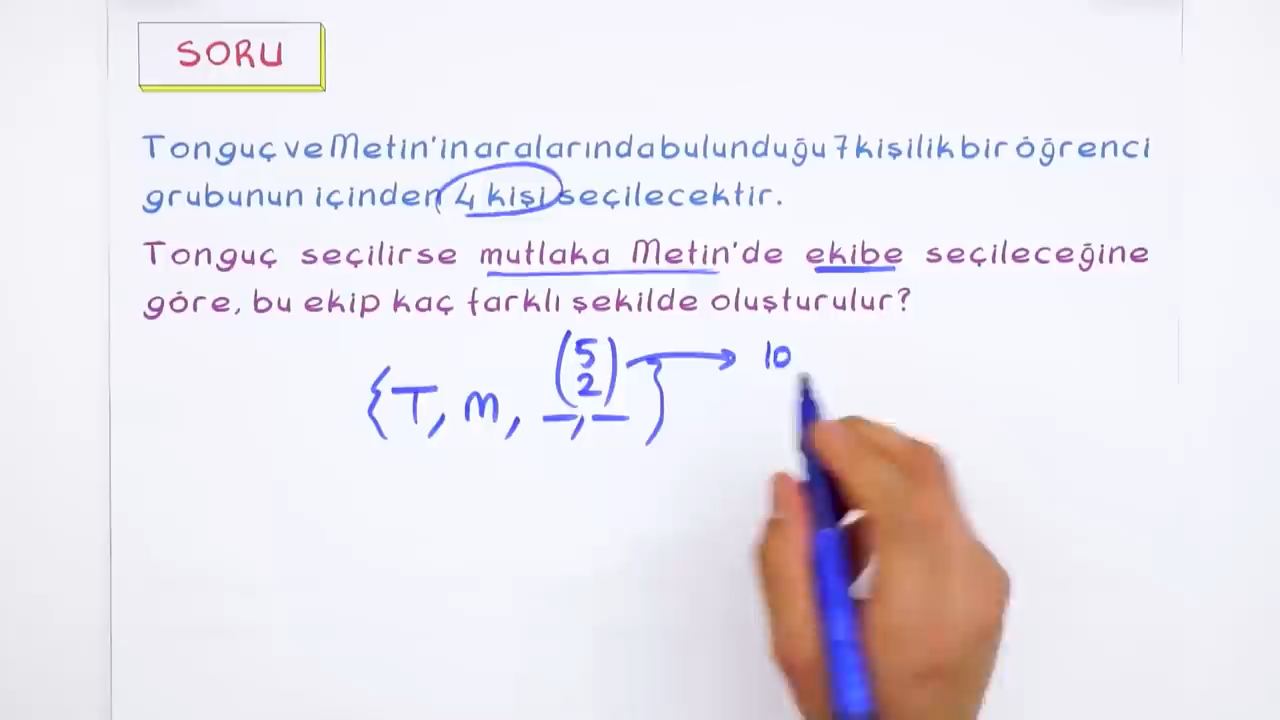 SORU
Tonguç ve Metin'in aralarında bulunduğu 7 kişilik bir öğrenci
grubunun içinden 4 kişi seçilecektir.
Tonguç seçilirse mutlaka Metin'de ekibe seçileceğine
göre, bu ekip kaç farklı şekilde oluşturulur?
{T, M, (5 2) _,_ } → 10